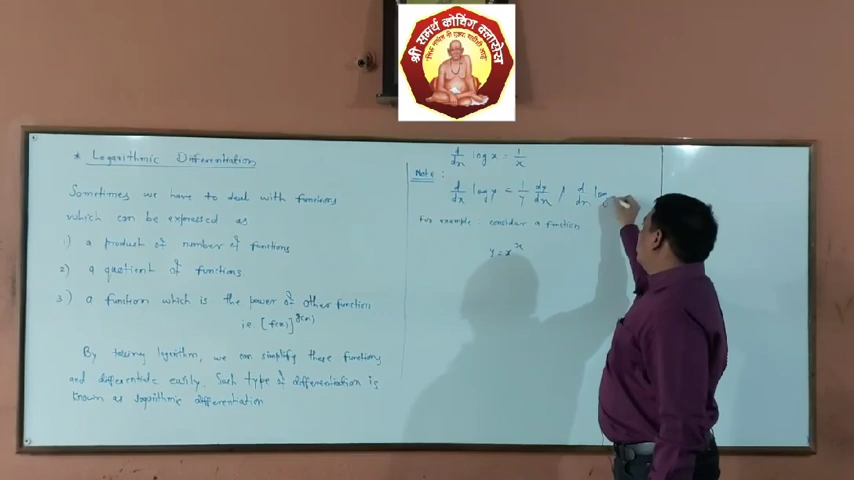 श्री समर्थ कोचिंग क्लासेस
* Logarithmic Differentiation
Sometimes we have to deal with functions
which can be expressed as
1) a product of number of functions
2) a quotient of functions
3) a function which is the power of other function
i.e. [f(x)]^g(x)
By taking logarithm, we can simplify these functions
and differentiate easily. Such type of differentiation is
known as logarithmic differentiation
d/dx log x = 1/x
Note:
d/dx log y = 1/y dy/dx , d/dx log
For example: consider a function
y = x^x